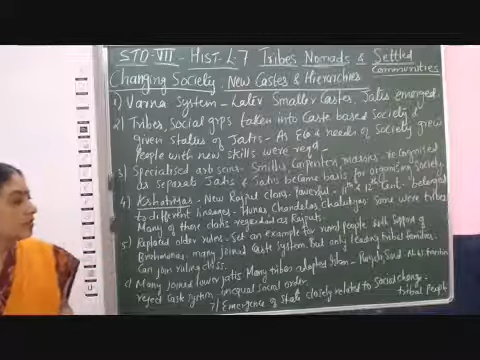 STD-VII - HIST-L-7 Tribes Nomads & Settled Communities
Changing Society, New Castes & Hierarchies
1) Varna System - Later Smaller Castes, Jatis emerged.
2) Tribes, Social grps taken into Caste based Society &
given Status of Jatis - As Eco & needs of Society grew
People with new skills were reqd -
3) Specialised artisans - Smiths Carpenters masons - recognised
as separate Jatis & Jatis became basis for organising society
4) Kshatriyas - New Rajput clans - Powerful - 11th & 12th Cent - belonged
to different lineages - Hunas Chandelas, Chalukyas Some were tribes
Many of these clans regarded as Rajputs
5) Replaced older rulers - Set an example for rural people with Support of
Brahmanas - many joined Caste System - but only leading tribal families
Can join ruling class.
6) Many joined lower jatis Many tribes adopted Islam - Punjab, Sind
reject Caste System, unequal Social order.
7) Emergence of State closely related to Social change
tribal people